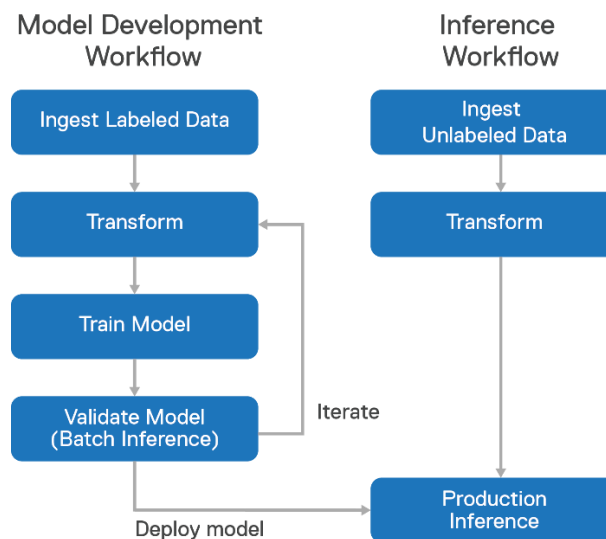 Model Development
Workflow
Ingest Labeled Data
Transform
Train Model
Validate Model
(Batch Inference)
Iterate
Deploy model
Inference
Workflow
Ingest
Unlabeled Data
Transform
Production
Inference